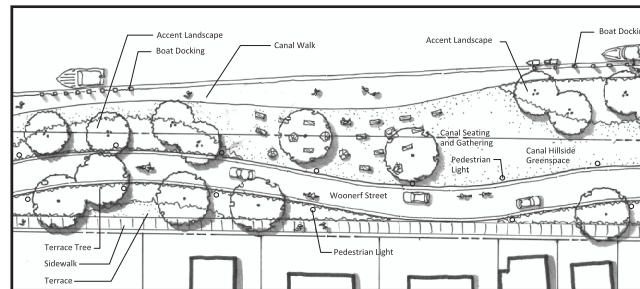 Accent Landscape
Boat Docking
Canal Walk
Accent Landscape
Boat Docki
Canal Seating
and Gathering
Canal Hillside
Greenspace
Pedestrian
Light
Woonerf Street
Pedestrian Light
Terrace Tree
Sidewalk
Terrace